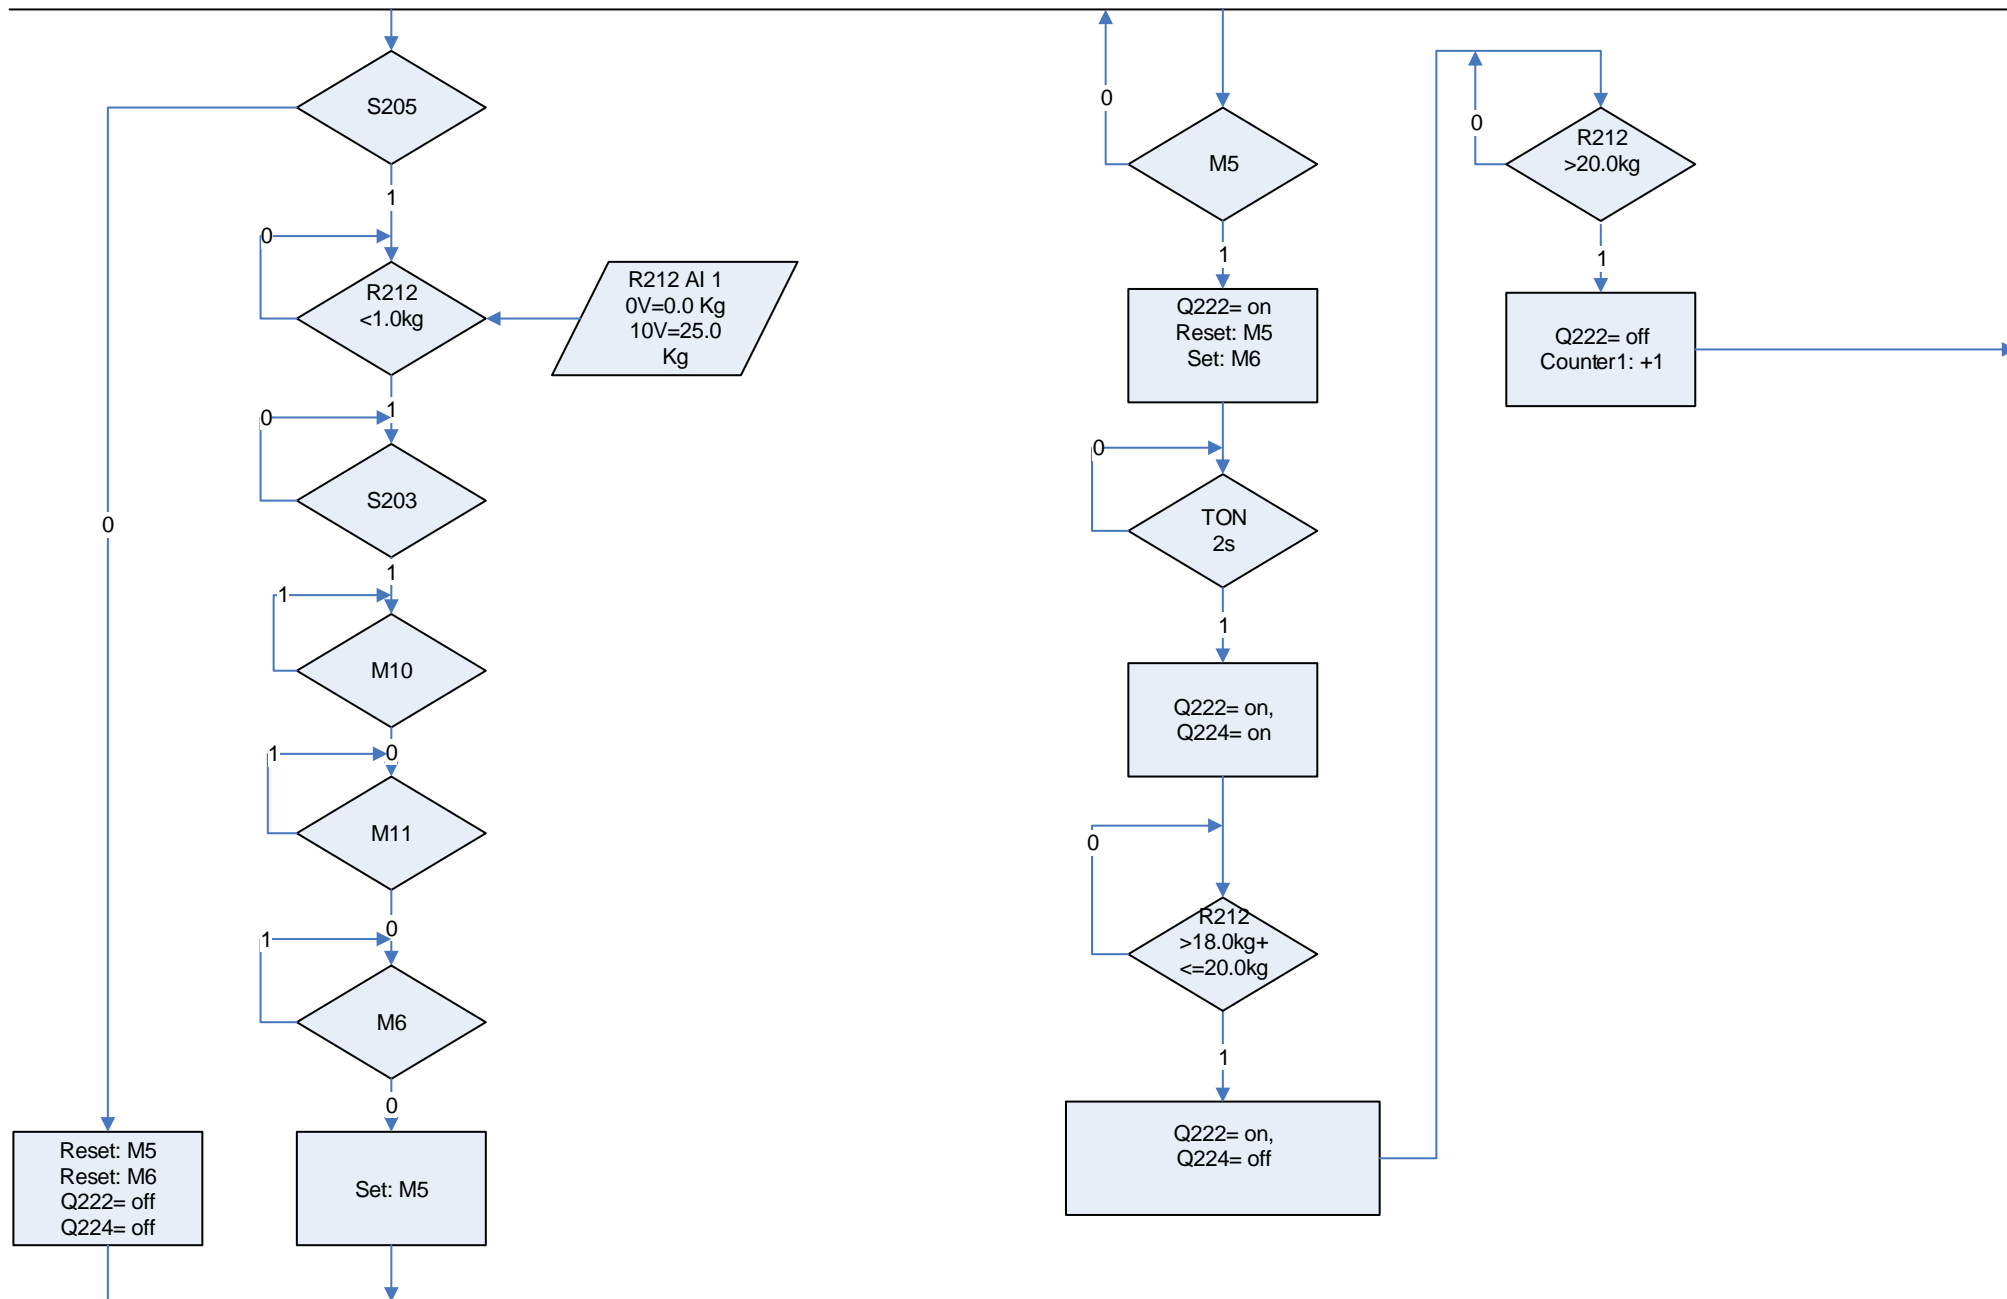 S205
0
1
0
R212
<1.0kg
R212 AI 1
0V=0.0 Kg
10V=25.0
Kg
1
0
S203
1
1
M10
0
1
M11
0
1
M6
0
Reset: M5
Reset: M6
Q222= off
Q224= off
Set: M5
0
M5
1
Q222= on
Reset: M5
Set: M6
0
TON
2s
1
Q222= on,
Q224= on
0
R212
>18.0kg+
<=20.0kg
1
Q222= on,
Q224= off
0
R212
>20.0kg
1
Q222= off
Counter1: +1